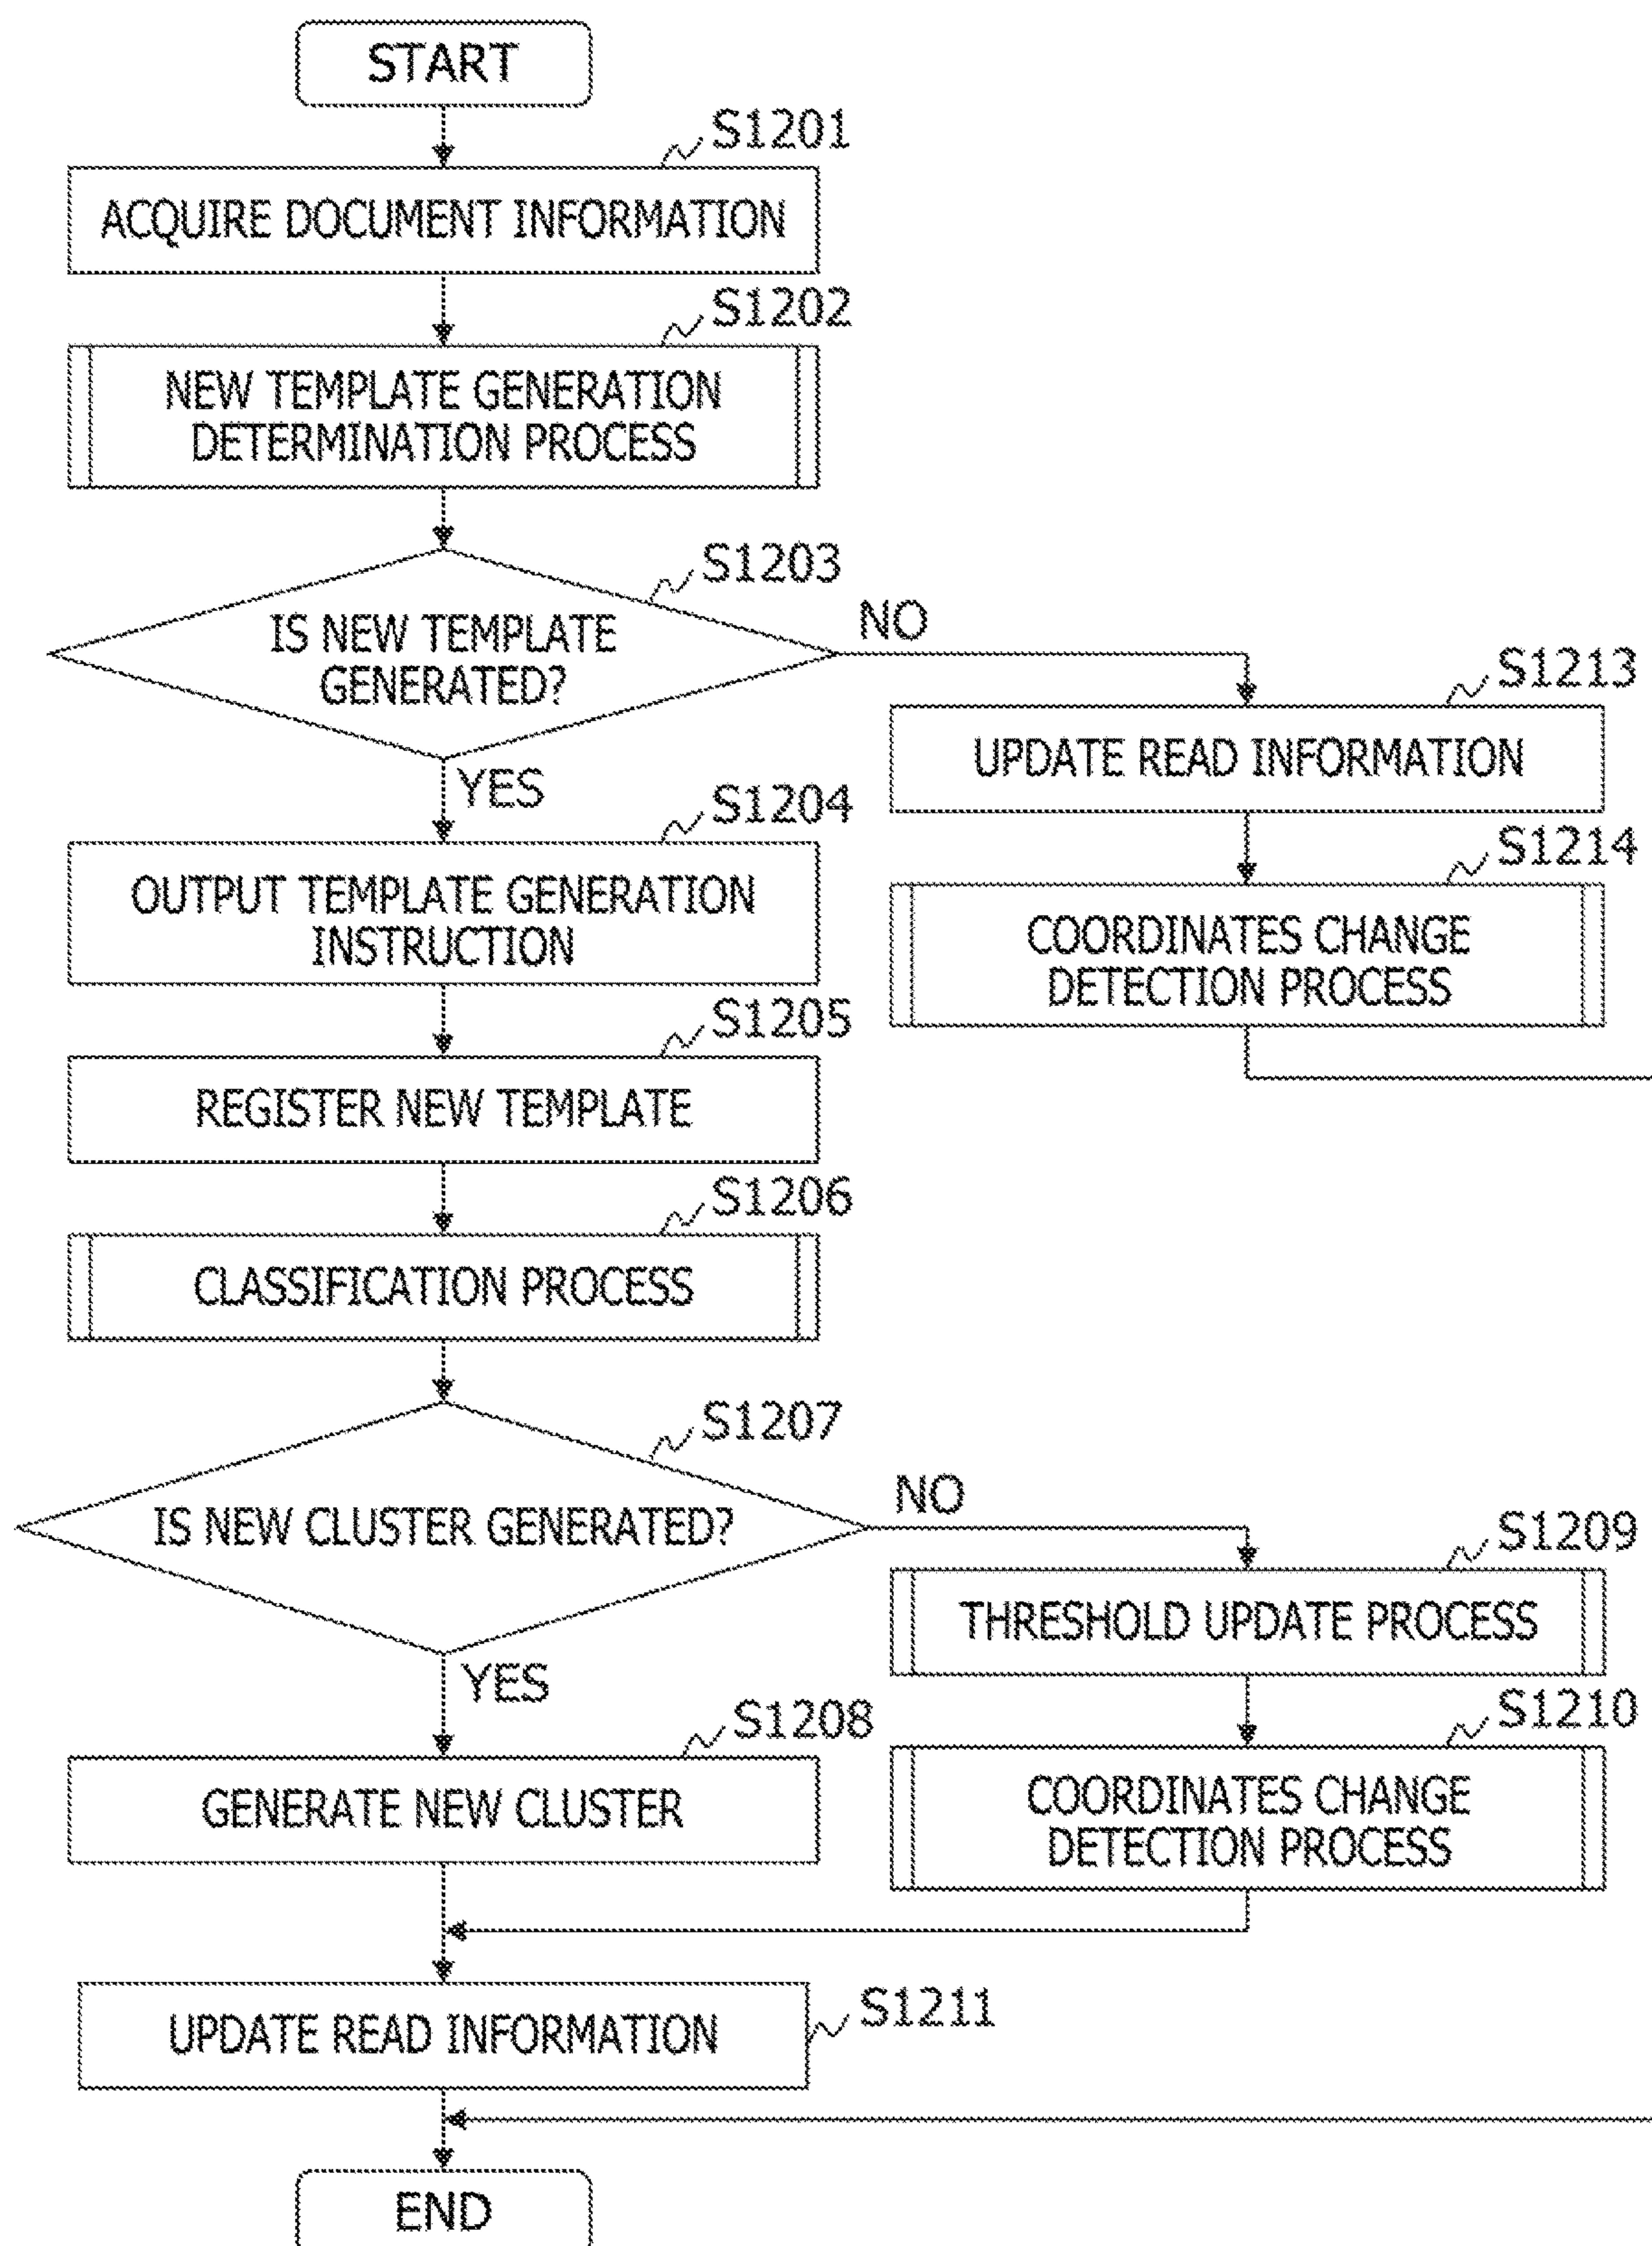 START
S1201
ACQUIRE DOCUMENT INFORMATION
S1202
NEW TEMPLATE GENERATION
DETERMINATION PROCESS
S1203
IS NEW TEMPLATE
GENERATED?
NO
YES
S1213
UPDATE READ INFORMATION
S1214
COORDINATES CHANGE
DETECTION PROCESS
S1204
OUTPUT TEMPLATE GENERATION
INSTRUCTION
S1205
REGISTER NEW TEMPLATE
S1206
CLASSIFICATION PROCESS
S1207
IS NEW CLUSTER GENERATED?
NO
YES
S1209
THRESHOLD UPDATE PROCESS
S1210
COORDINATES CHANGE
DETECTION PROCESS
S1208
GENERATE NEW CLUSTER
S1211
UPDATE READ INFORMATION
END